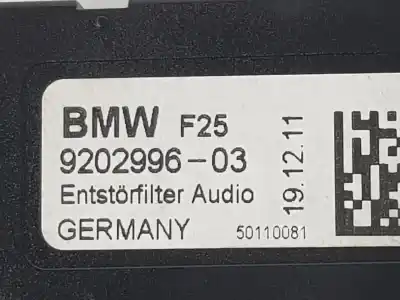 BMW F25
9202996-03
Entstörfilter Audio
GERMANY 50110081
19.12.11